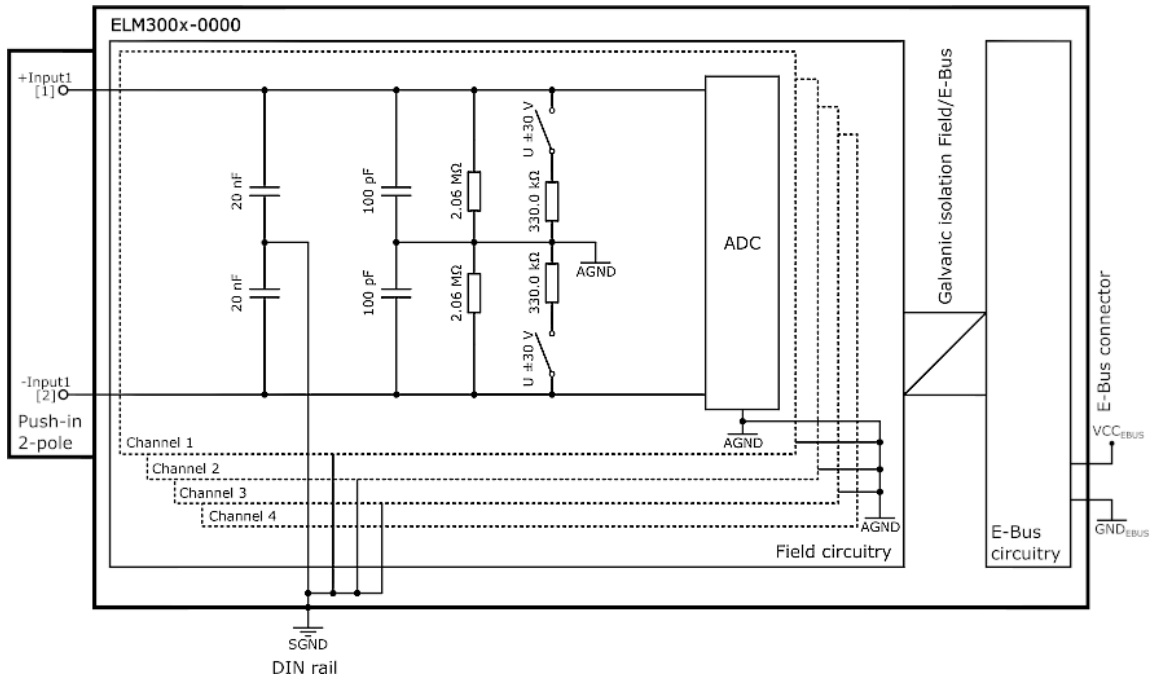 ELM300x-0000
+Input1
[1]
20 nF
100 pF
2.06 MΩ
U ±30 V
330.0 kΩ
ADC
AGND
20 nF
100 pF
2.06 MΩ
330.0 kΩ
U ±30 V
-Input1
[2]
Push-in
2-pole
AGND
Channel 1
Channel 2
Channel 3
Channel 4
AGND
Field circuitry
Galvanic isolation Field/E-Bus
E-Bus connector
VCCEBUS
GNDEBUS
E-Bus
circuitry
SGND
DIN rail